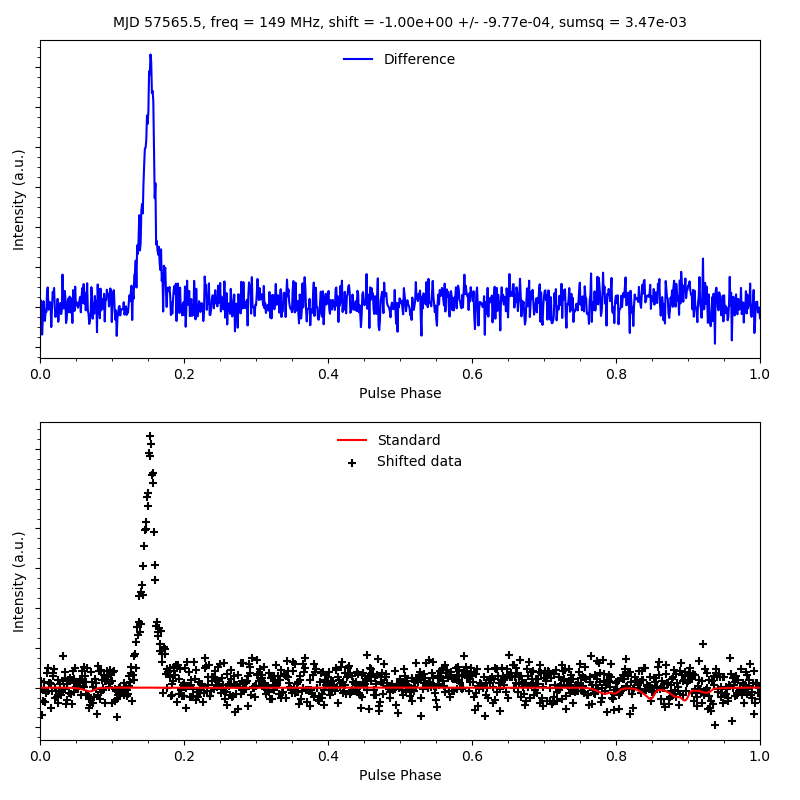 MJD 57565.5, freq = 149 MHz, shift = -1.00e+00 +/- -9.77e-04, sumsq = 3.47e-03
Difference
Intensity (a.u.)
0.0 0.2 0.4 0.6 0.8 1.0
Pulse Phase
Standard
Shifted data
Intensity (a.u.)
0.0 0.2 0.4 0.6 0.8 1.0
Pulse Phase